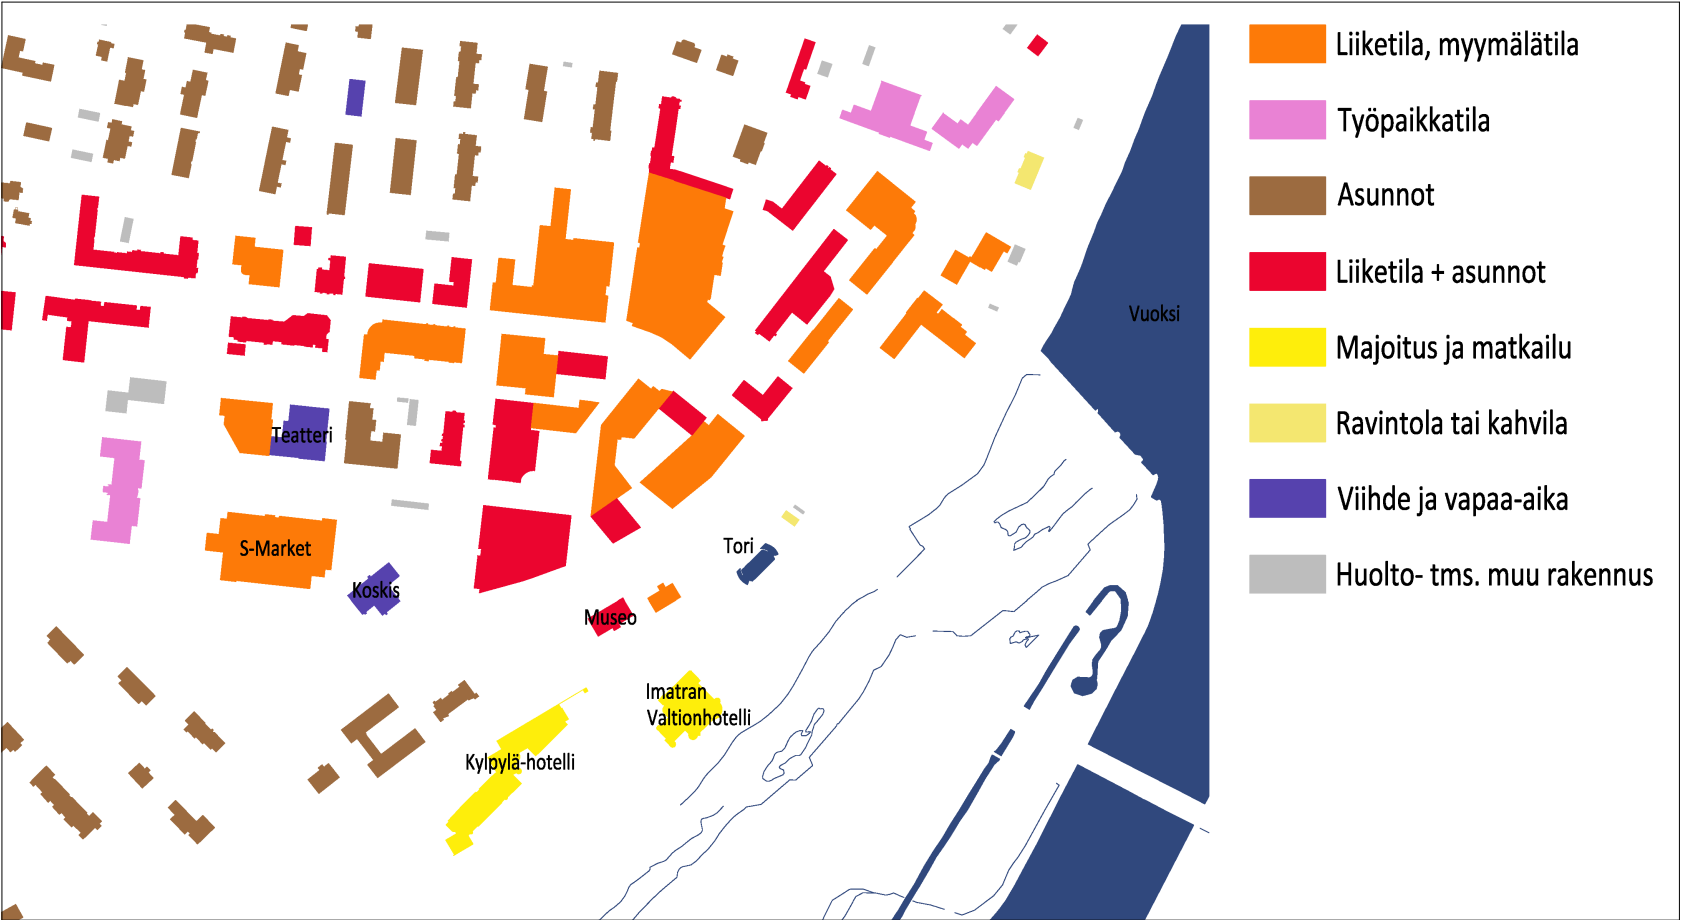 Liiketila, myymälätila
Työpaikkatila
Asunnot
Liiketila + asunnot
Majoitus ja matkailu
Ravintola tai kahvila
Viihde ja vapaa-aika
Huolto- tms. muu rakennus
Vuoksi
Teatteri
S-Market
Koskis
Tori
Museo
Imatran
Valtionhotelli
Kylpylä-hotelli